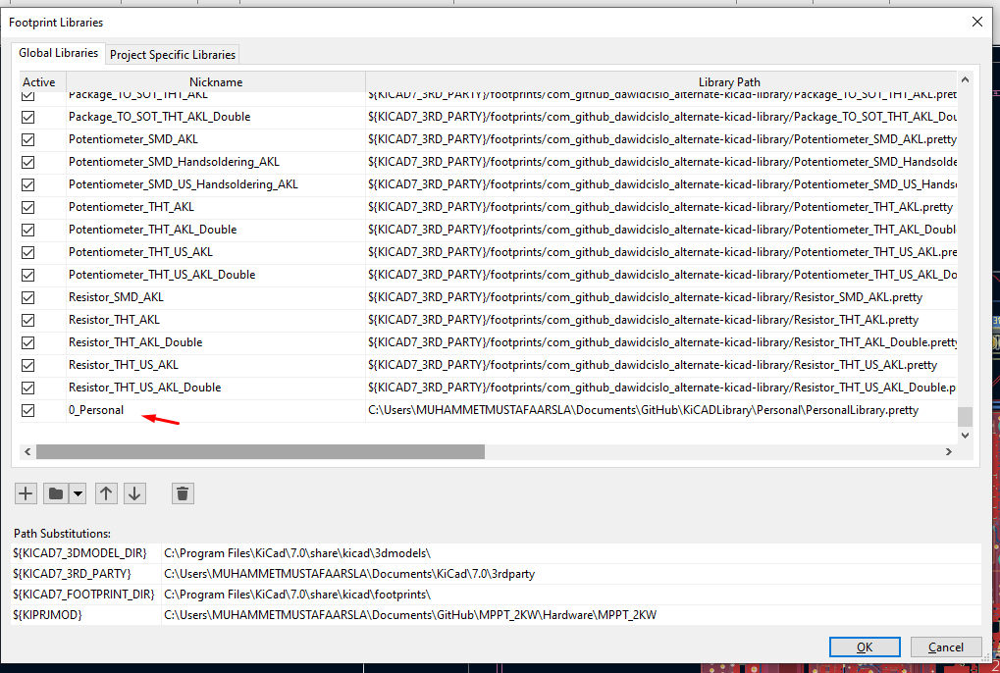 Footprint Libraries
Global Libraries Project Specific Libraries
Active Nickname Library Path
Package_TO_SOT_THT_AKL ${KICAD7_3RD_PARTY}/footprints/com_github_dawidcislo_alternate-kicad-library/Package_TO_SOT_THT_AKL.pret
Package_TO_SOT_THT_AKL_Double ${KICAD7_3RD_PARTY}/footprints/com_github_dawidcislo_alternate-kicad-library/Package_TO_SOT_THT_AKL_Dou
Potentiometer_SMD_AKL ${KICAD7_3RD_PARTY}/footprints/com_github_dawidcislo_alternate-kicad-library/Potentiometer_SMD_AKL.pretty
Potentiometer_SMD_Handsoldering_AKL ${KICAD7_3RD_PARTY}/footprints/com_github_dawidcislo_alternate-kicad-library/Potentiometer_SMD_Handsolde
Potentiometer_SMD_US_Handsoldering_AKL ${KICAD7_3RD_PARTY}/footprints/com_github_dawidcislo_alternate-kicad-library/Potentiometer_SMD_US_Hands
Potentiometer_THT_AKL ${KICAD7_3RD_PARTY}/footprints/com_github_dawidcislo_alternate-kicad-library/Potentiometer_THT_AKL.pretty
Potentiometer_THT_AKL_Double ${KICAD7_3RD_PARTY}/footprints/com_github_dawidcislo_alternate-kicad-library/Potentiometer_THT_AKL_Doubl
Potentiometer_THT_US_AKL ${KICAD7_3RD_PARTY}/footprints/com_github_dawidcislo_alternate-kicad-library/Potentiometer_THT_US_AKL.pre
Potentiometer_THT_US_AKL_Double ${KICAD7_3RD_PARTY}/footprints/com_github_dawidcislo_alternate-kicad-library/Potentiometer_THT_US_AKL_Do
Resistor_SMD_AKL ${KICAD7_3RD_PARTY}/footprints/com_github_dawidcislo_alternate-kicad-library/Resistor_SMD_AKL.pretty
Resistor_THT_AKL ${KICAD7_3RD_PARTY}/footprints/com_github_dawidcislo_alternate-kicad-library/Resistor_THT_AKL.pretty
Resistor_THT_AKL_Double ${KICAD7_3RD_PARTY}/footprints/com_github_dawidcislo_alternate-kicad-library/Resistor_THT_AKL_Double.pretty
Resistor_THT_US_AKL ${KICAD7_3RD_PARTY}/footprints/com_github_dawidcislo_alternate-kicad-library/Resistor_THT_US_AKL.pretty
Resistor_THT_US_AKL_Double ${KICAD7_3RD_PARTY}/footprints/com_github_dawidcislo_alternate-kicad-library/Resistor_THT_US_AKL_Double.p
0_Personal C:\Users\MUHAMMETMUSTAFAARSLA\Documents\GitHub\KiCADLibrary\Personal\PersonalLibrary.pretty
Path Substitutions:
${KICAD7_3DMODEL_DIR} C:\Program Files\KiCad\7.0\share\kicad\3dmodels\
${KICAD7_3RD_PARTY} C:\Users\MUHAMMETMUSTAFAARSLA\Documents\KiCad\7.0\3rdparty
${KICAD7_FOOTPRINT_DIR} C:\Program Files\KiCad\7.0\share\kicad\footprints\
${KIPRJMOD} C:\Users\MUHAMMETMUSTAFAARSLA\Documents\GitHub\MPPT_2KW\Hardware\MPPT_2KW
OK Cancel